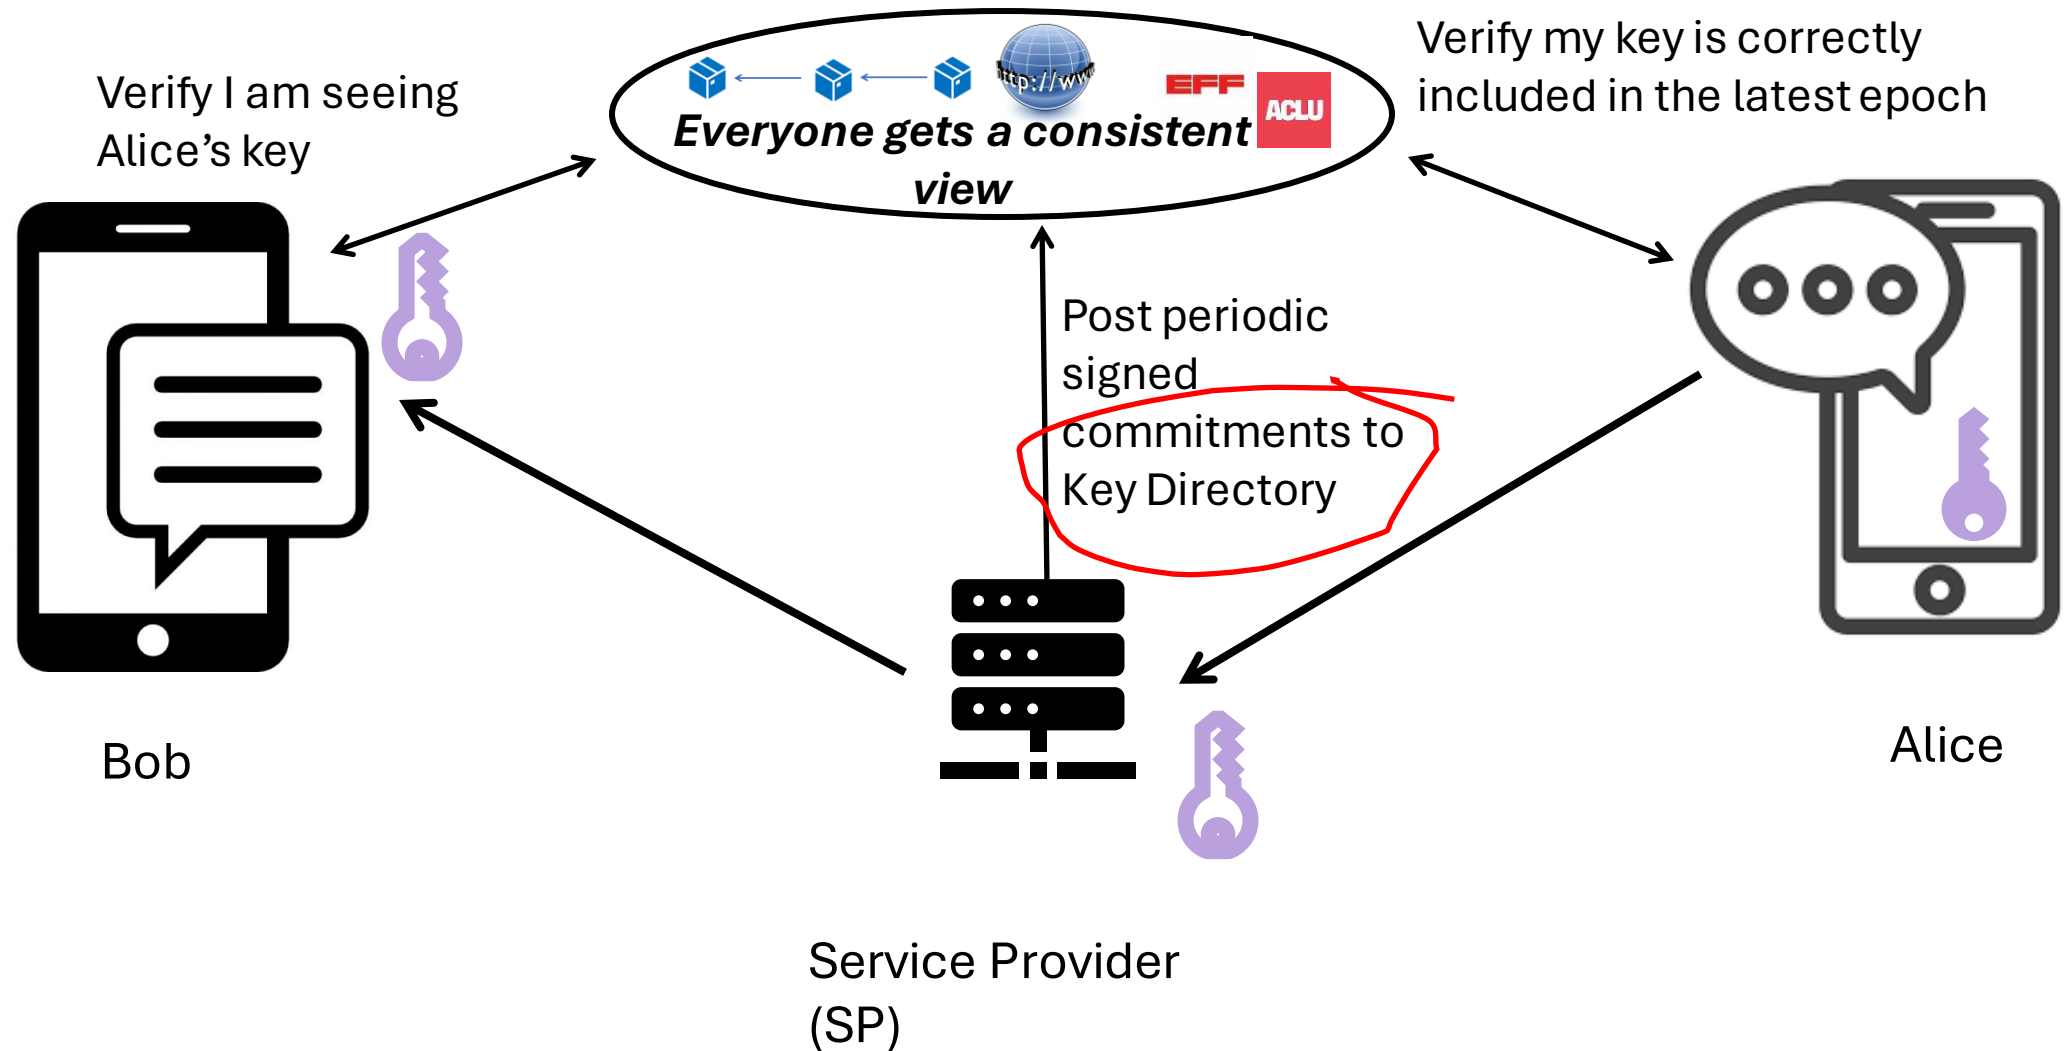 Verify I am seeing
Alice’s key
http://www
EFF
ACLU
Everyone gets a consistent
view
Verify my key is correctly
included in the latest epoch
Post periodic
signed
commitments to
Key Directory
Bob
Alice
Service Provider
(SP)